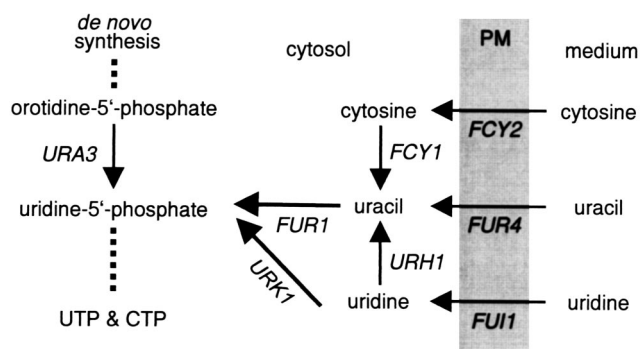 de novo
synthesis
cytosol
PM
medium
orotidine-5‘-phosphate
cytosine
cytosine
FCY2
URA3
FCY1
uridine-5‘-phosphate
uracil
uracil
FUR1
FUR4
URK1
URH1
UTP & CTP
uridine
uridine
FUI1